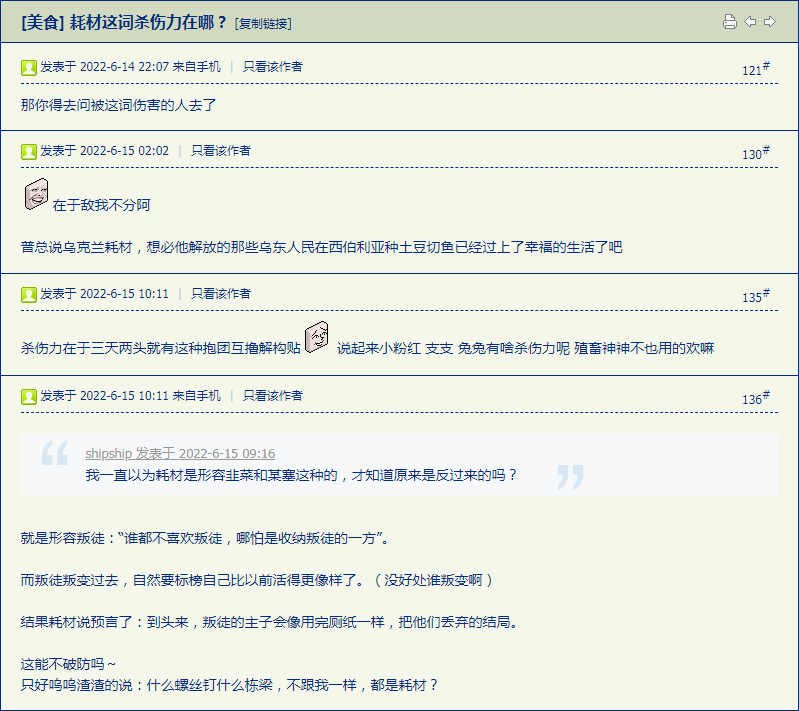 [美食] 耗材这词杀伤力在哪？ [复制链接]
发表于 2022-6-14 22:07 来自手机 | 只看该作者 121#
那你得去问被这词伤害的人去了
发表于 2022-6-15 02:02 | 只看该作者 130#
在于敌我不分阿
普总说乌克兰耗材，想必他解放的那些乌东人民在西伯利亚种土豆切鱼已经过上了幸福的生活了吧
发表于 2022-6-15 10:11 | 只看该作者 135#
杀伤力在于三天两头就有这种抱团互撸解构贴 说起来小粉红 支支 兔兔有啥杀伤力呢 殖畜神神不也用的欢嘛
发表于 2022-6-15 10:11 来自手机 | 只看该作者 136#
shipship 发表于 2022-6-15 09:16
我一直以为耗材是形容韭菜和某塞这种的，才知道原来是反过来的吗？
就是形容叛徒：“谁都不喜欢叛徒，哪怕是收纳叛徒的一方”。
而叛徒叛变过去，自然要标榜自己比以前活得更像样了。（没好处谁叛变啊）
结果耗材说预言了：到头来，叛徒的主子会像用完厕纸一样，把他们丢弃的结局。
这能不破防吗～
只好呜呜渣渣的说：什么螺丝钉什么栋梁，不跟我一样，都是耗材？